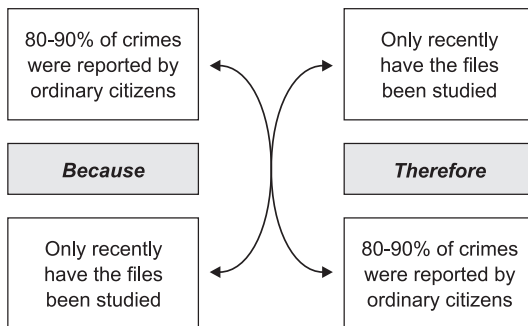 80-90% of crimes
were reported by
ordinary citizens
Because
Only recently
have the files
been studied
Only recently
have the files
been studied
Therefore
80-90% of crimes
were reported by
ordinary citizens